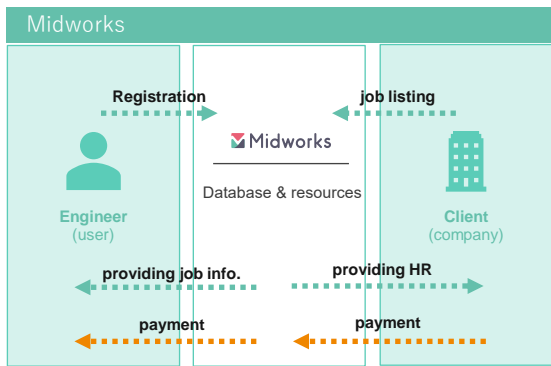 Midworks
Registration
job listing
Midworks
Database & resources
Engineer
(user)
Client
(company)
providing job info.
providing HR
payment
payment